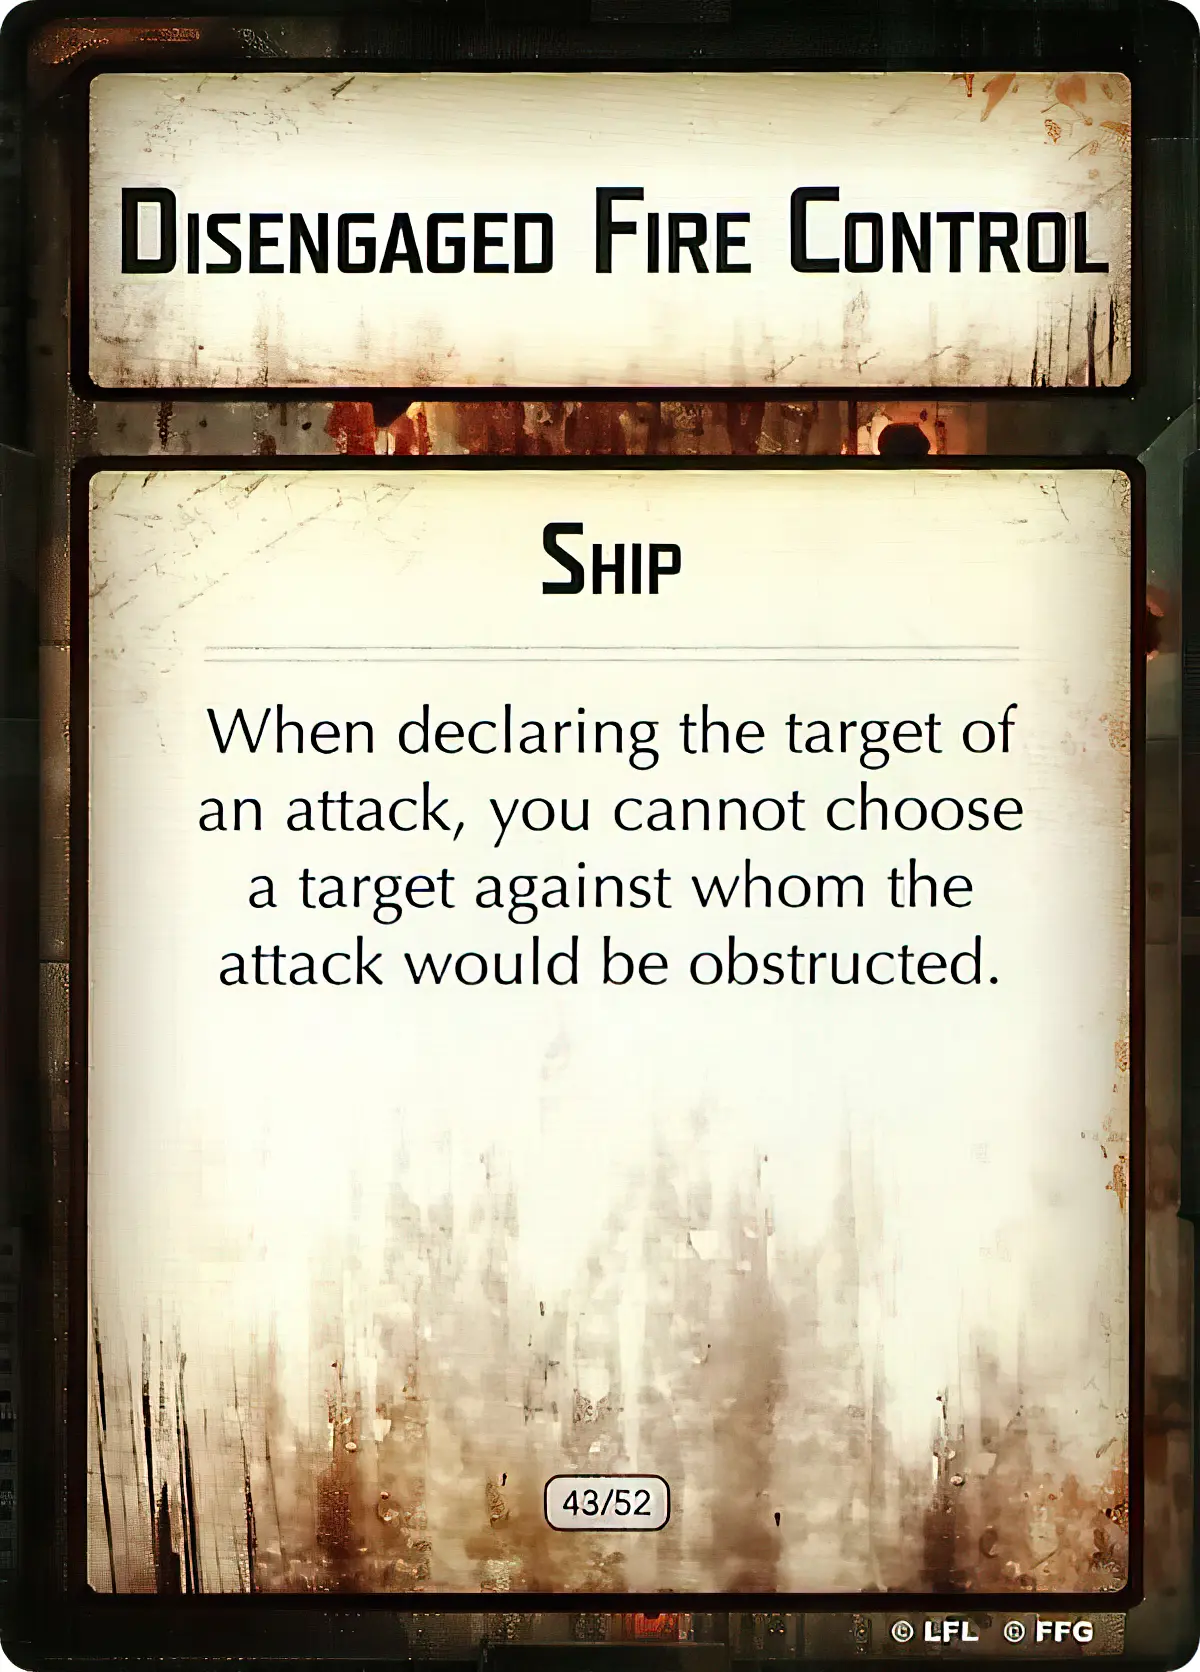 Disengaged Fire Control
Ship
When declaring the target of
an attack, you cannot choose
a target against whom the
attack would be obstructed.
43/52
© LFL © FFG